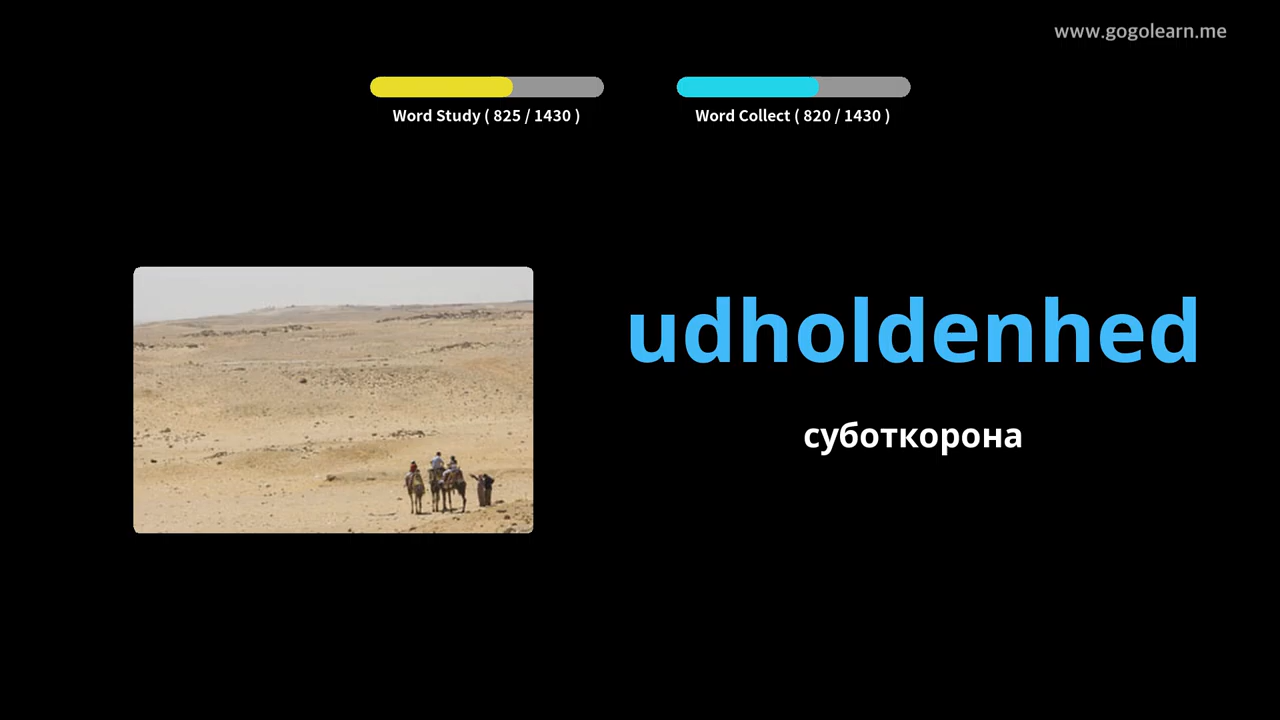 www.gogolearn.me
Word Study ( 825 / 1430 )
Word Collect ( 820 / 1430 )
udholdenhed
суботкорона